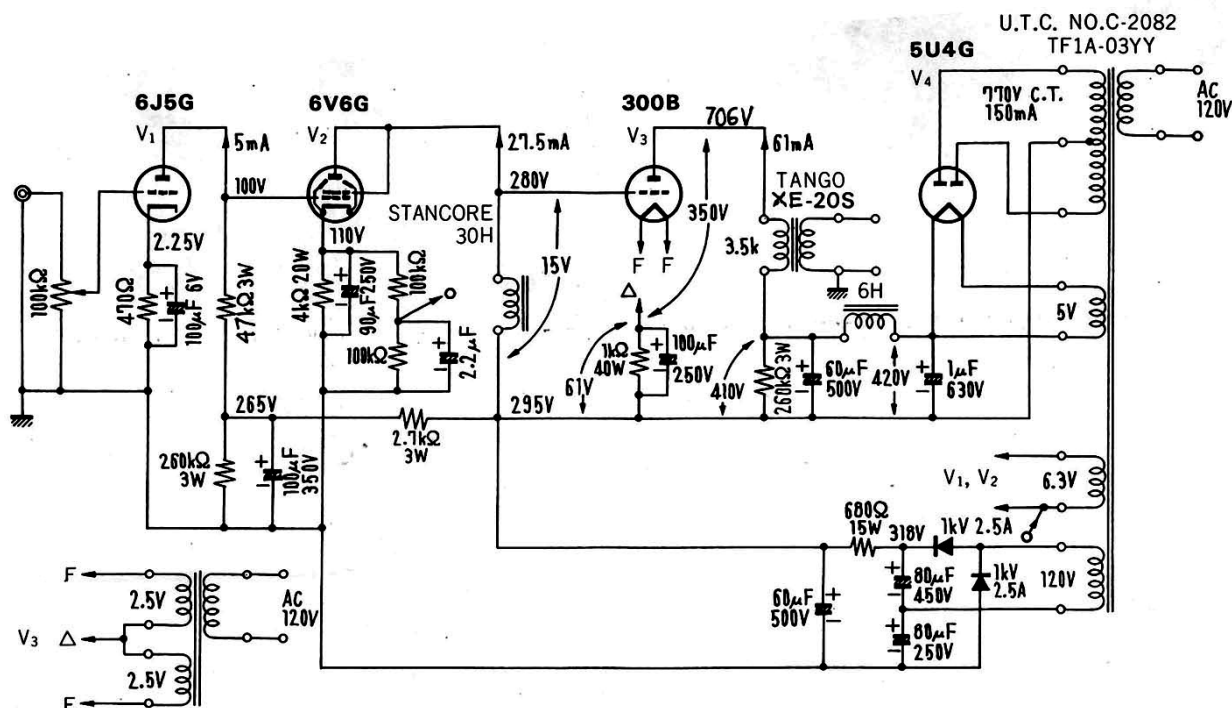 U.T.C. NO.C-2082
TF1A-03YY
5U4G
V4
6J5G
6V6G
300B
706V
770V C.T.
150mA
AC
120V
V1
5mA
V2
27.5mA
V3
61mA
100V
280V
TANGO
XE-20S
STANCORE
30H
350V
2.25V
110V
F F
3.5k
15V
6H
Δ
5V
100kΩ
470Ω
100μF 6V
47kΩ 3W
4kΩ 20W
90μF 250V
100kΩ
100kΩ
2.2μF
1kΩ
40W
100μF
250V
61V
410V
260kΩ 3W
60μF
500V
420V
1μF
630V
265V
295V
2.7kΩ
3W
260kΩ
3W
100μF
350V
V1, V2
6.3V
680Ω
15W
318V
1kV 2.5A
1kV
2.5A
120V
60μF
500V
80μF
450V
80μF
250V
F
2.5V
AC
120V
V3 Δ
2.5V
F